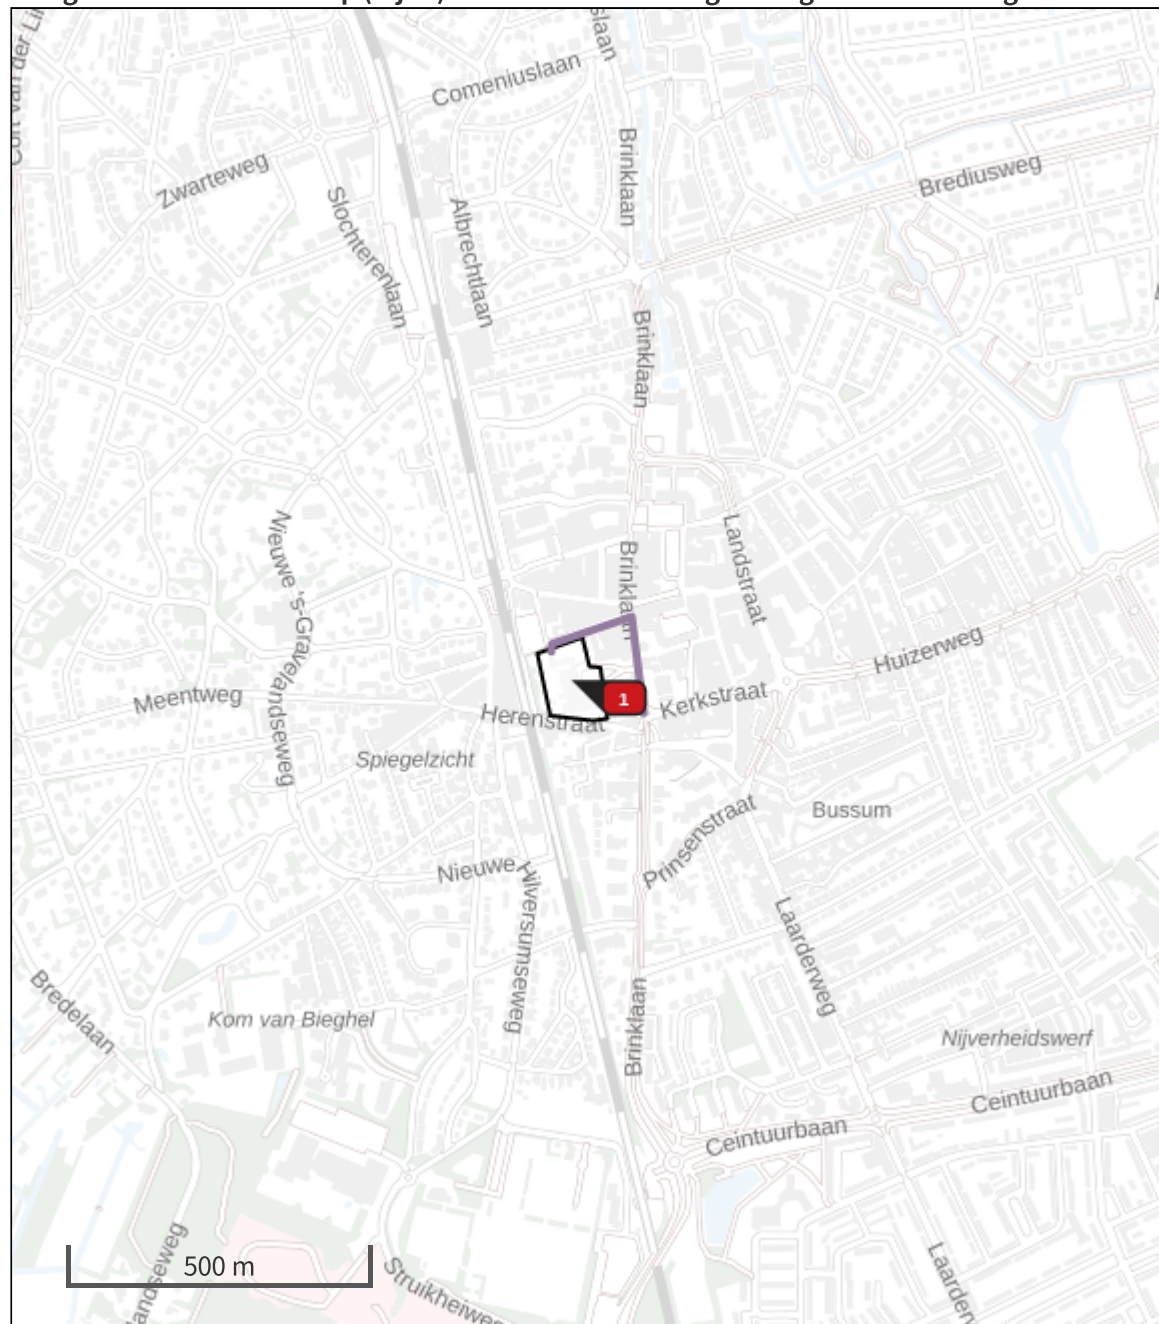 Comeniuslaan
Brinklaan
Zwarteweg
Brediusweg
Slochterenlaan
Albrechtlaan
Brinklaan
Nieuwe 's-Gravelandseweg
Landstraat
Brinklaan
Huizerweg
Meentweg
1
Kerkstraat
Herenstraat
Spiegelzicht
Bussum
Prinsenstraat
Nieuwe Hilversumseweg
Laarderweg
Bredelaan
Brinklaan
Kom van Bieghel
Nijverheidswerf
Ceintuurbaan
Ceintuurbaan
500 m